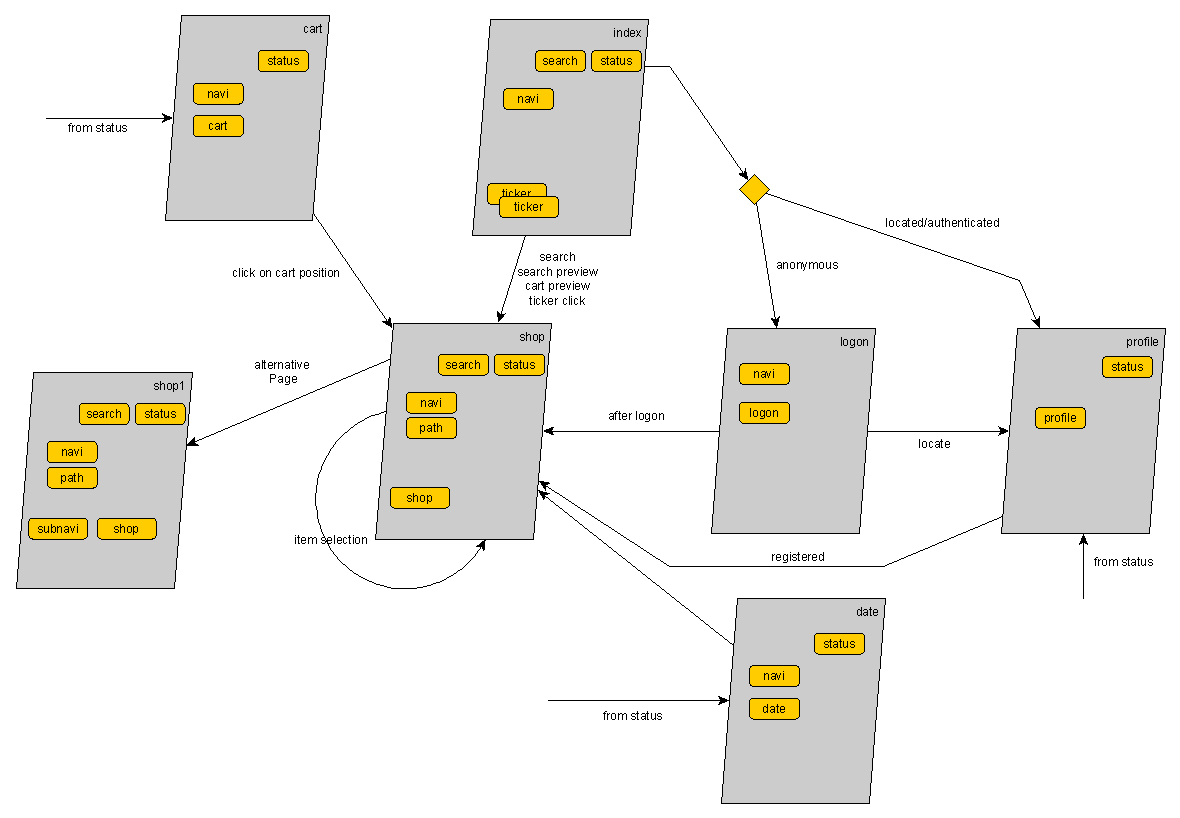 cart
status
navi
cart
from status
index
search
status
navi
ticker
ticker
located/authenticated
anonymous
click on cart position
search
search preview
cart preview
ticker click
shop
search
status
navi
path
shop
item selection
alternative
Page
shop1
search
status
navi
path
subnavi
shop
logon
navi
logon
after logon
locate
profile
status
profile
from status
registered
date
status
navi
date
from status